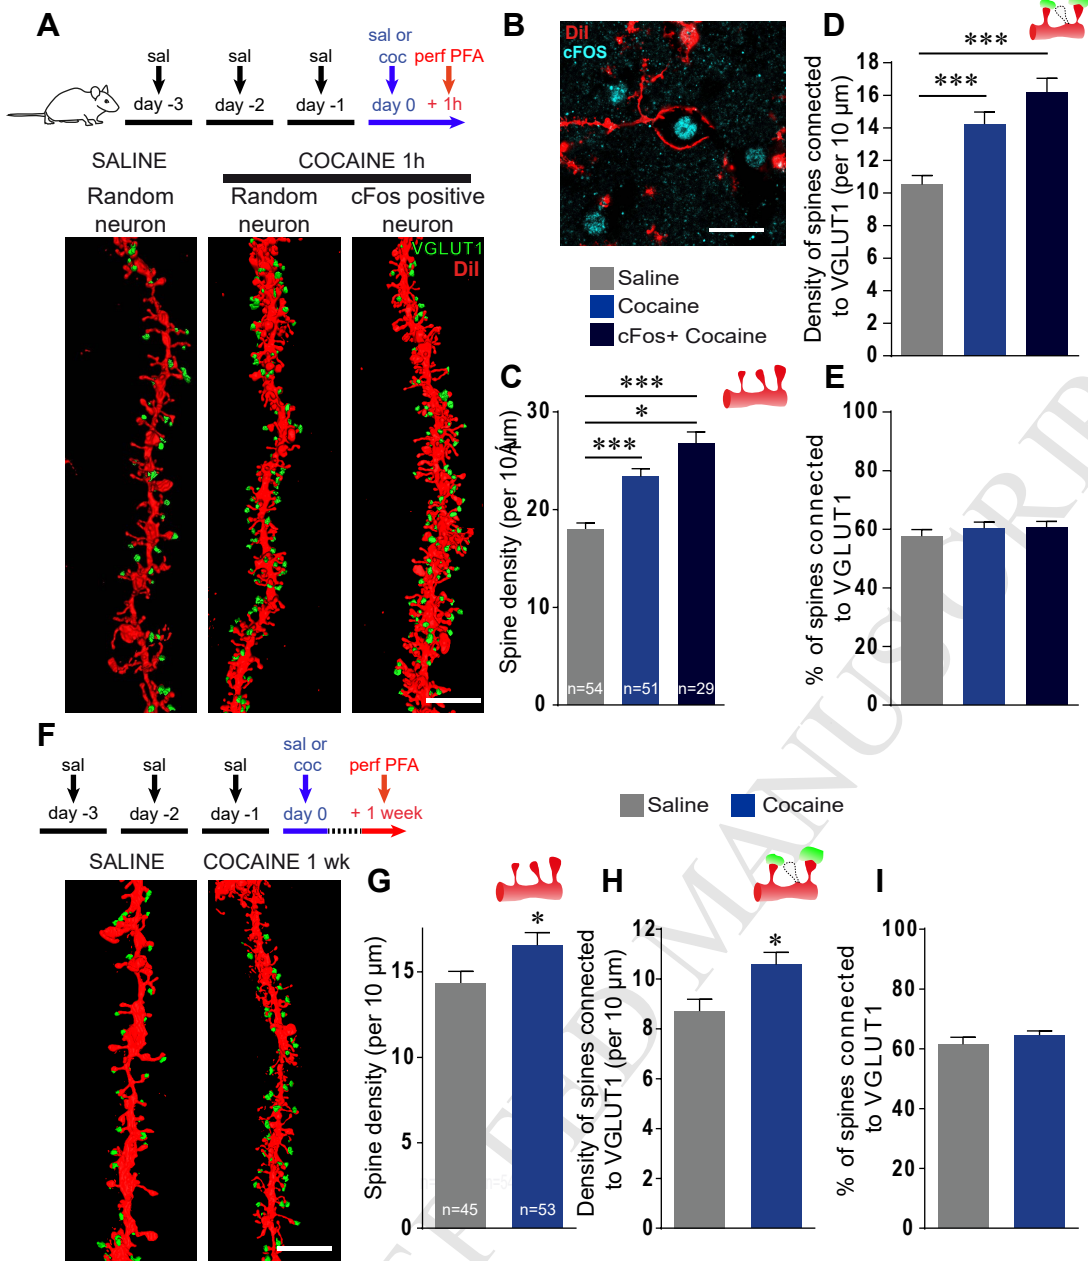 A
sal
sal
sal
sal or
coc
perf PFA
day -3
day -2
day -1
day 0
+ 1h
SALINE
COCAINE 1h
Random
neuron
Random
neuron
cFos positive
neuron
VGLUT1
DiI
B
DiI
cFOS
Saline
Cocaine
cFos+ Cocaine
C
Spine density (per 10Âµm)
30
20
10
0
***
*
***
n=54
n=51
n=29
D
Density of spines connected
to VGLUT1 (per 10 µm)
18
16
14
12
10
8
6
4
2
0
***
***
E
% of spines connected
to VGLUT1
100
80
60
40
20
0
F
sal
sal
sal
sal or
coc
perf PFA
day -3
day -2
day -1
day 0
+ 1 week
SALINE
COCAINE 1 wk
Saline
Cocaine
G
Spine density (per 10 µm)
15
10
5
0
*
n=45
n=53
H
Density of spines connected
to VGLUT1 (per 10 µm)
12
10
8
6
4
2
0
*
I
% of spines connected
to VGLUT1
100
80
60
40
20
0